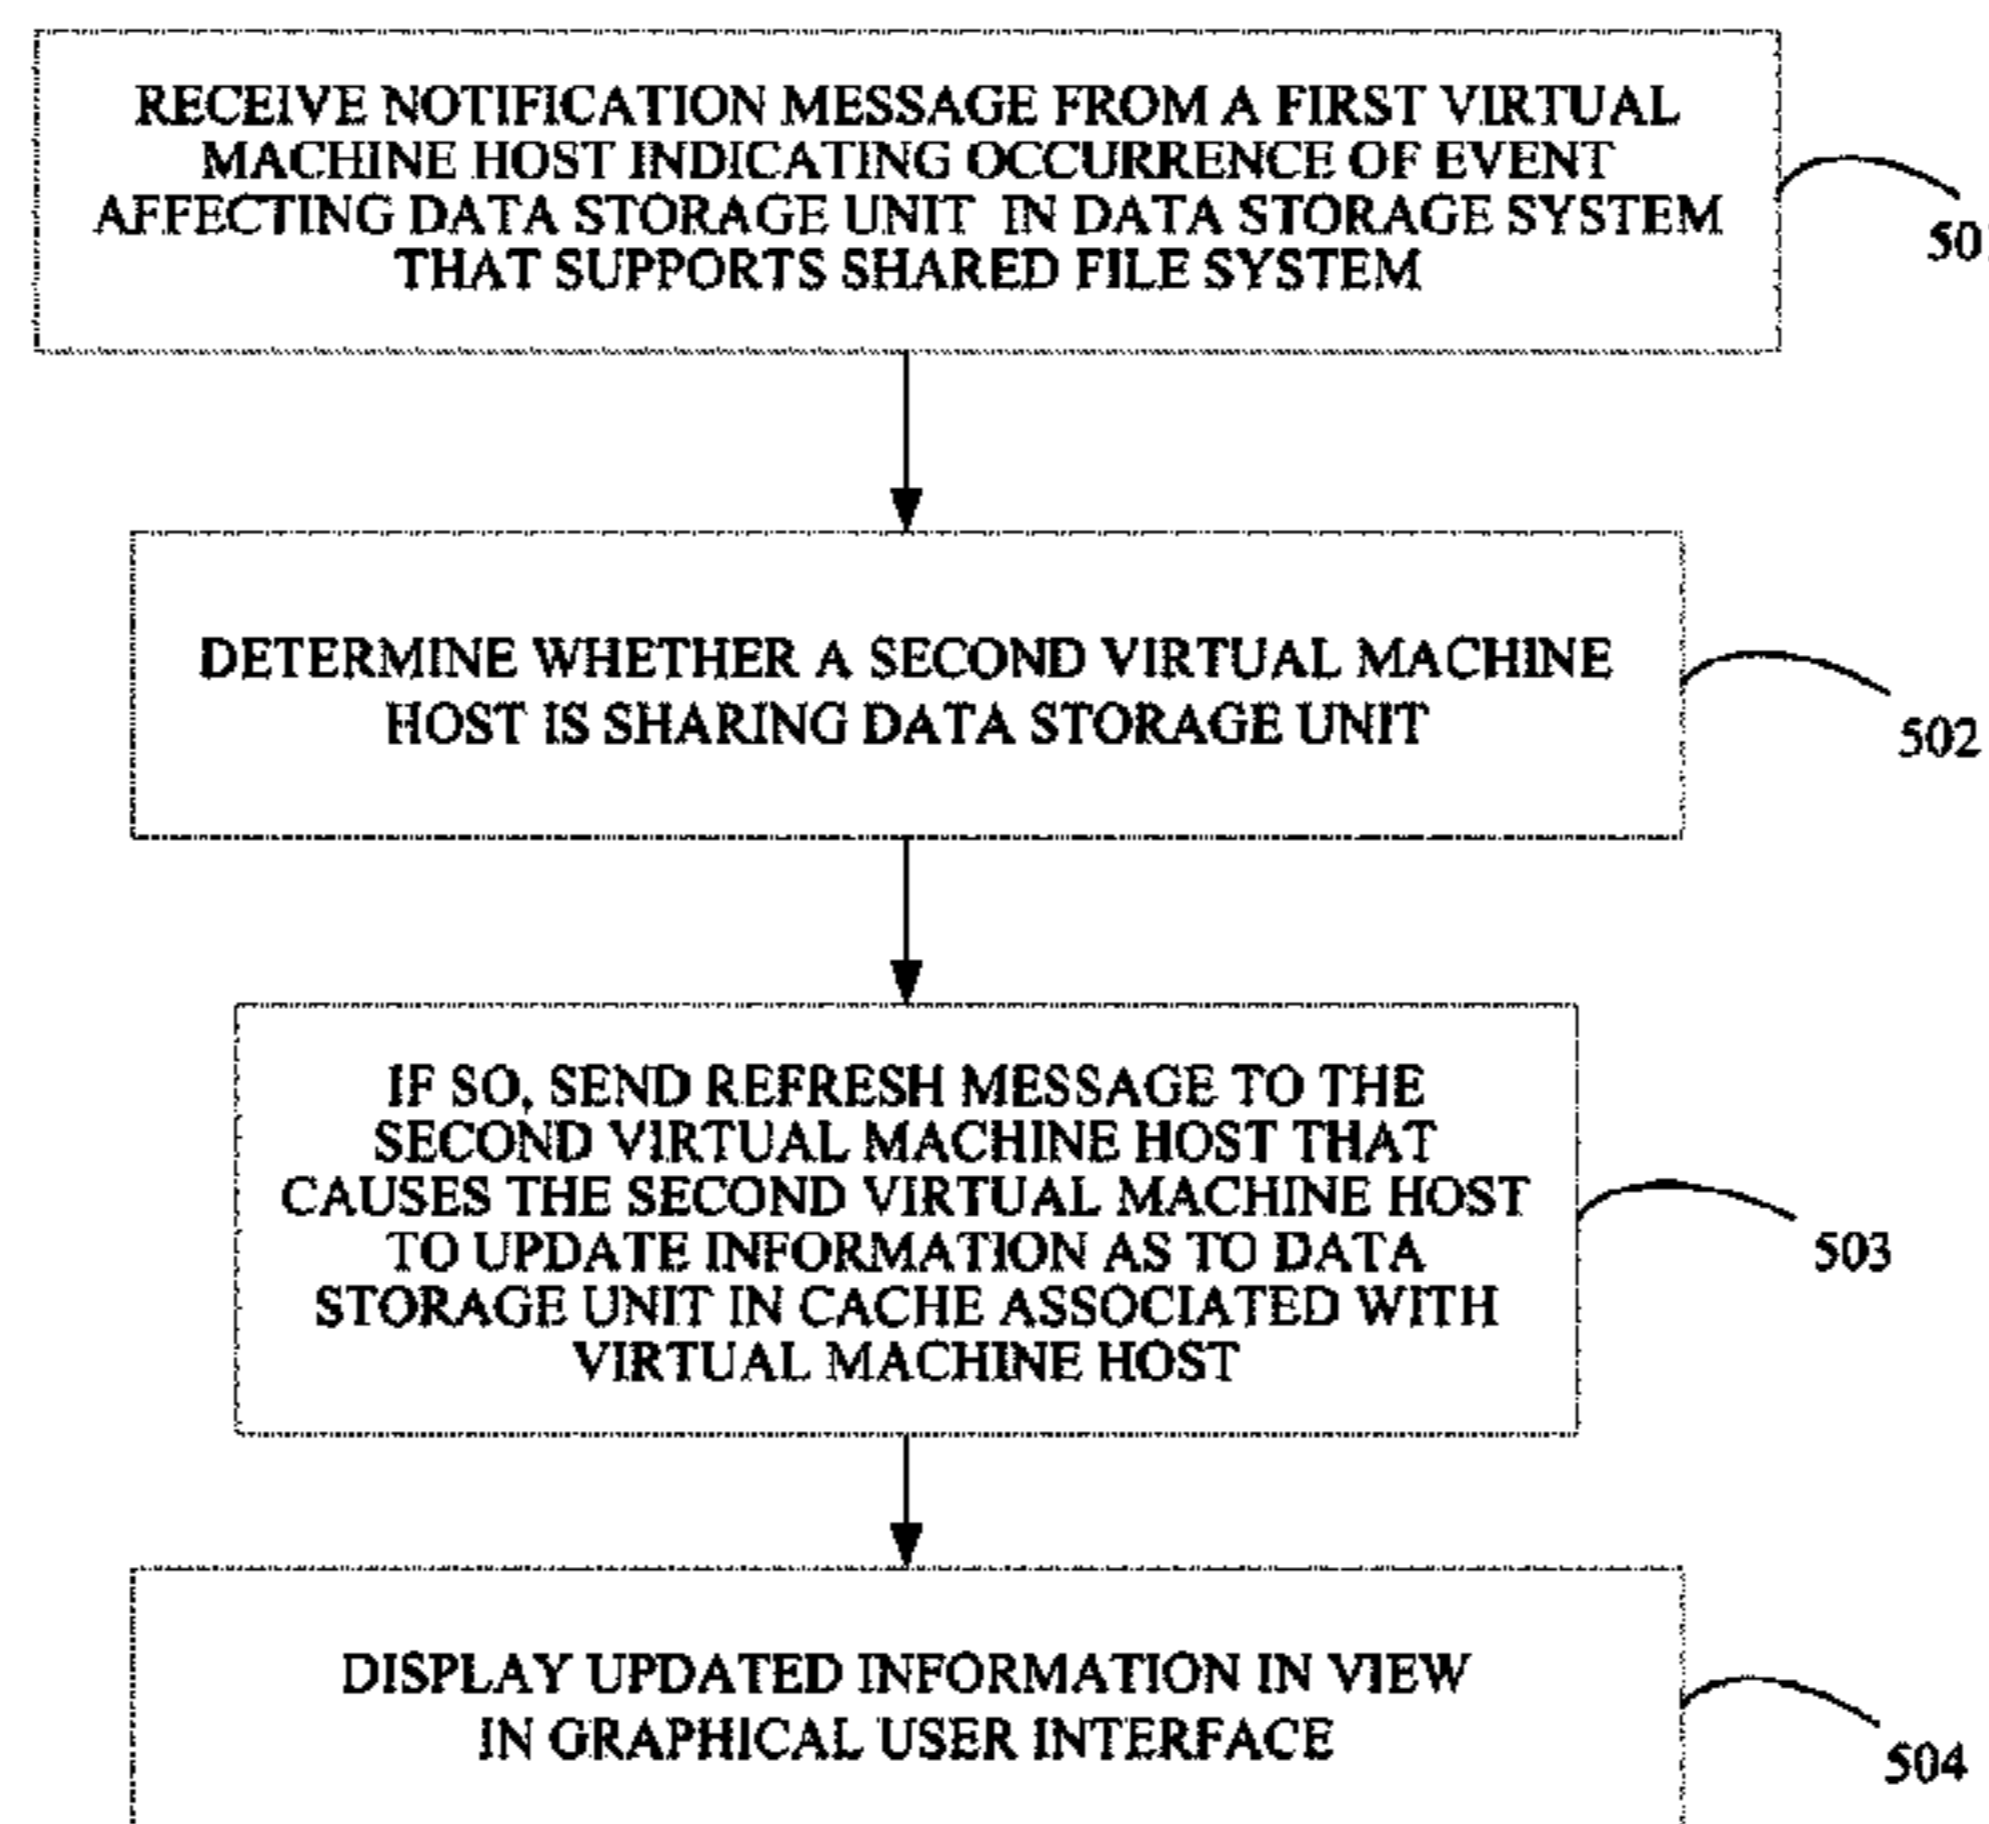 RECEIVE NOTIFICATION MESSAGE FROM A FIRST VIRTUAL
MACHINE HOST INDICATING OCCURRENCE OF EVENT
AFFECTING DATA STORAGE UNIT IN DATA STORAGE SYSTEM
THAT SUPPORTS SHARED FILE SYSTEM
DETERMINE WHETHER A SECOND VIRTUAL MACHINE
HOST IS SHARING DATA STORAGE UNIT
502
IF SO, SEND REFRESH MESSAGE TO THE
SECOND VIRTUAL MACHINE HOST THAT
CAUSES THE SECOND VIRTUAL MACHINE HOST
TO UPDATE INFORMATION AS TO DATA
STORAGE UNIT IN CACHE ASSOCIATED WITH
VIRTUAL MACHINE HOST
503
DISPLAY UPDATED INFORMATION IN VIEW
IN GRAPHICAL USER INTERFACE
504